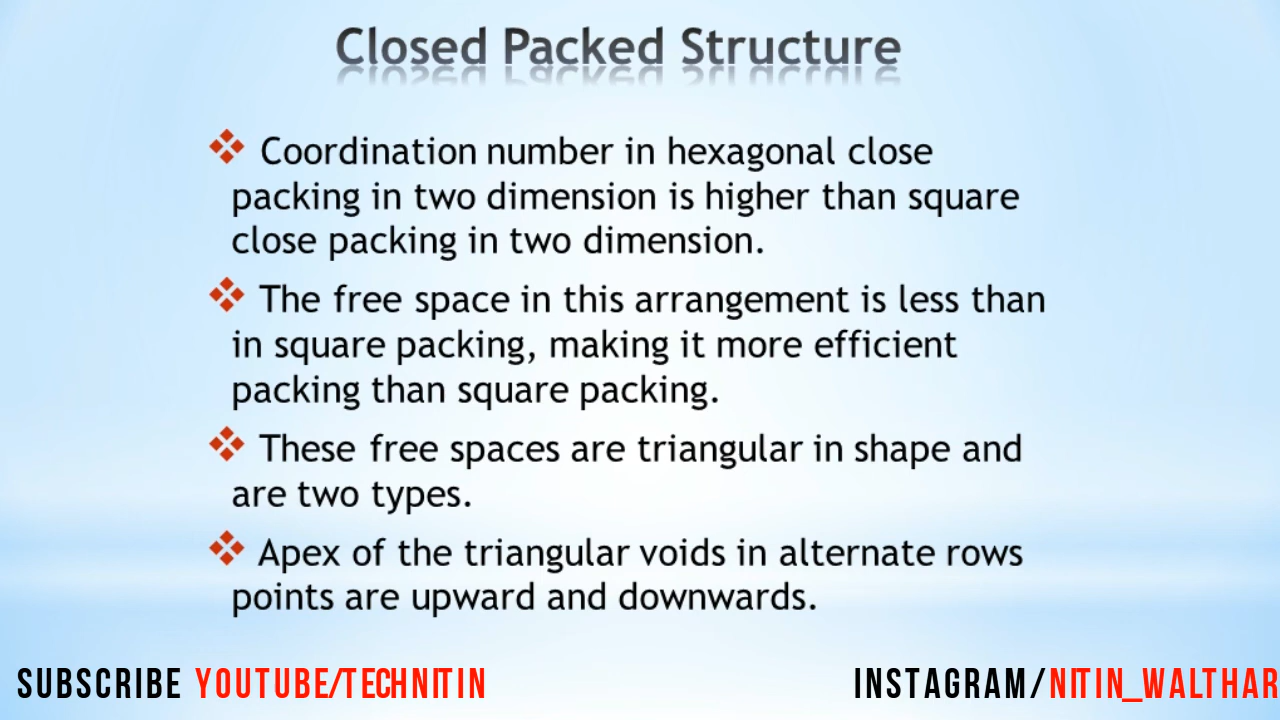 Closed Packed Structure
Coordination number in hexagonal close
packing in two dimension is higher than square
close packing in two dimension.
The free space in this arrangement is less than
in square packing, making it more efficient
packing than square packing.
These free spaces are triangular in shape and
are two types.
Apex of the triangular voids in alternate rows
points are upward and downwards.
SUBSCRIBE YOUTUBE/TECHNITIN
INSTAGRAM/NITIN_WALTHAR